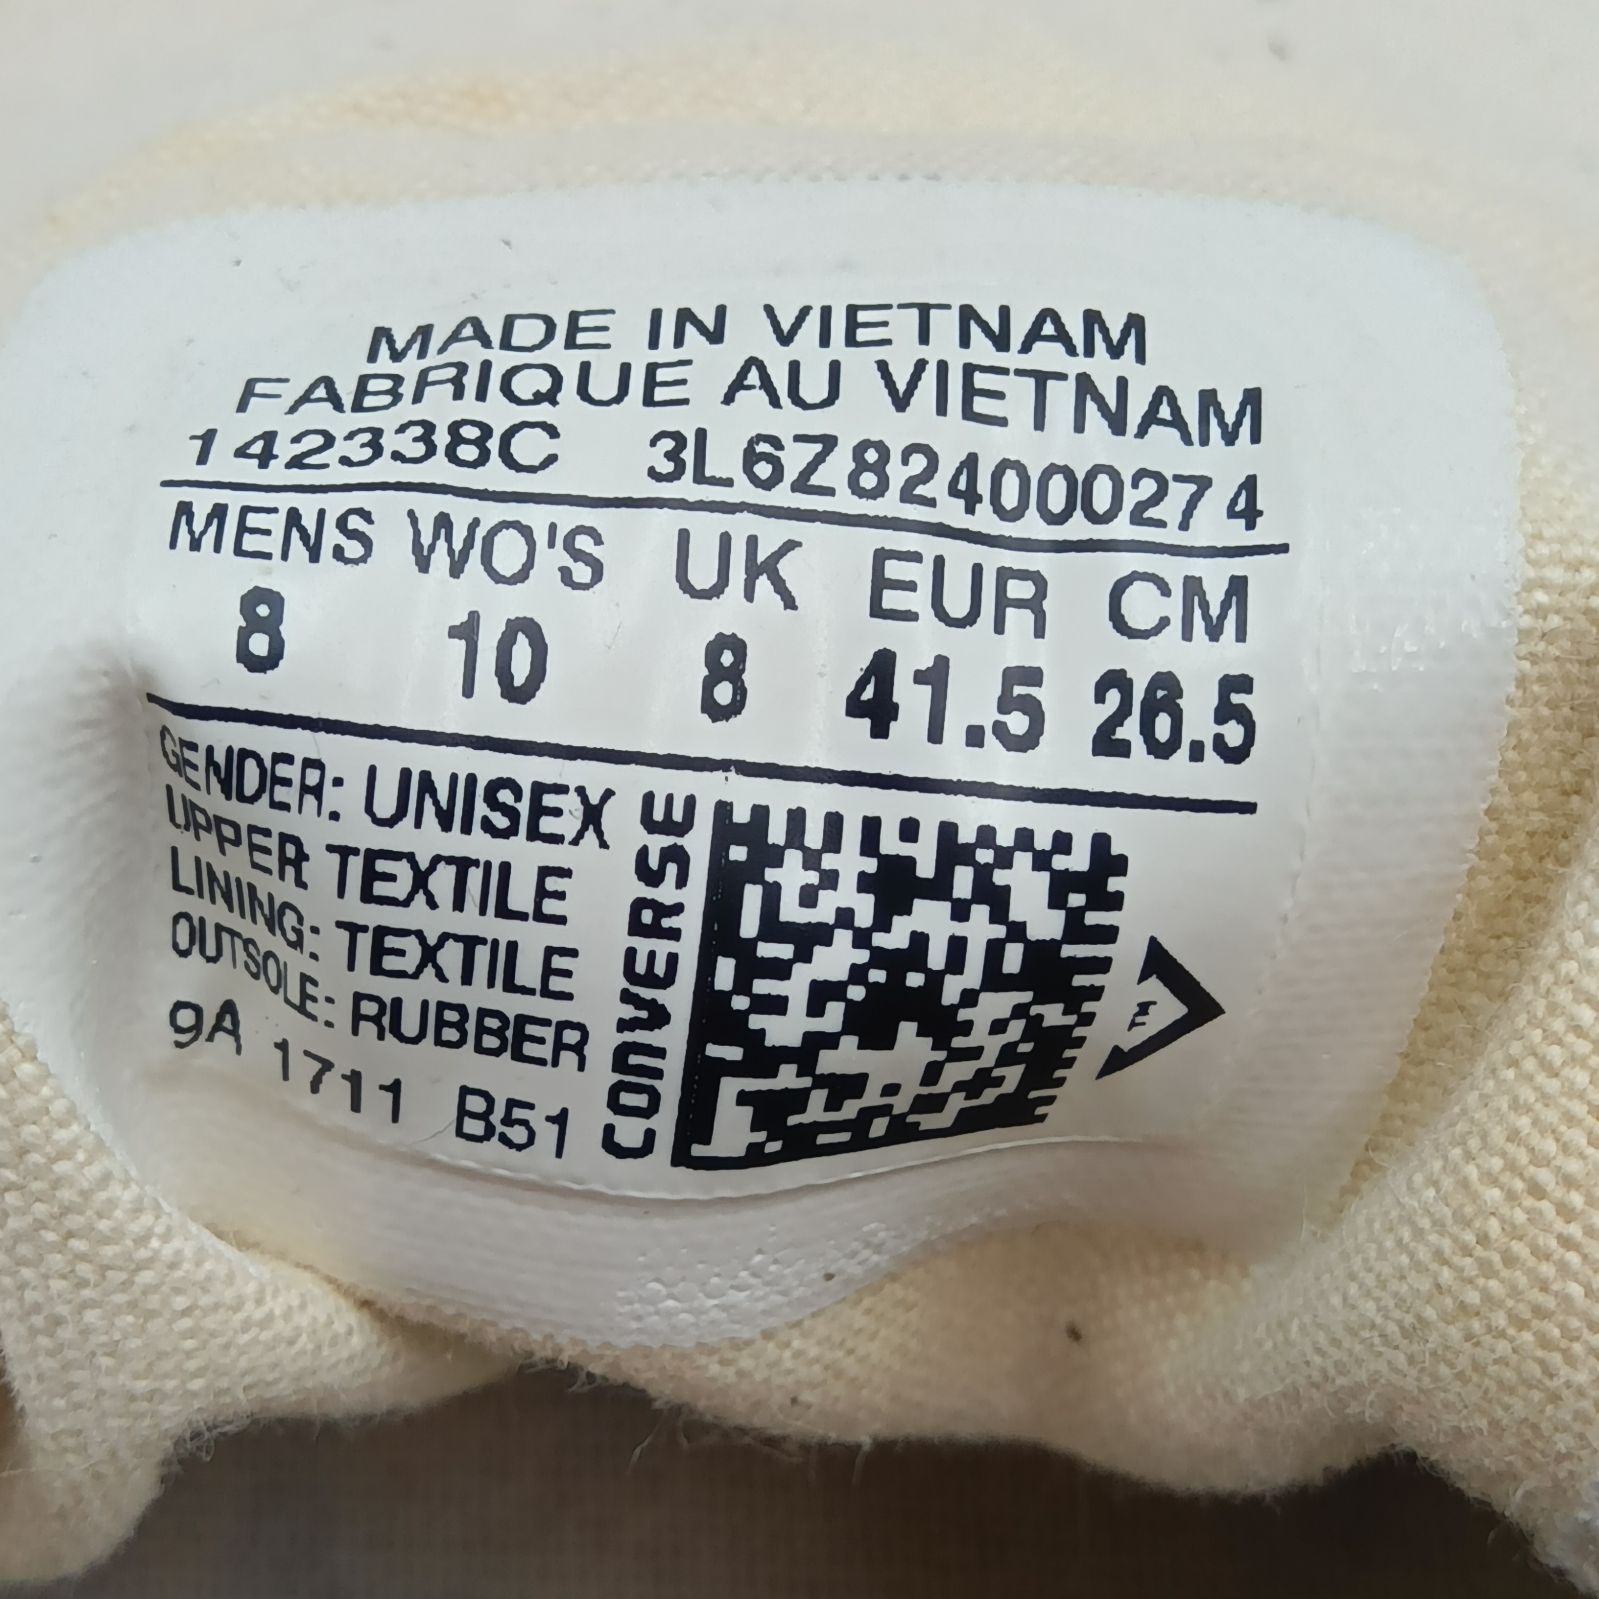 MADE IN VIETNAM
FABRIQUE AU VIETNAM
142338C 3L6Z824000274
MENS WO'S UK EUR CM
8 10 8 41.5 26.5
GENDER: UNISEX
UPPER: TEXTILE
LINING: TEXTILE
OUTSOLE: RUBBER
9A 1711 B51
CONVERSE